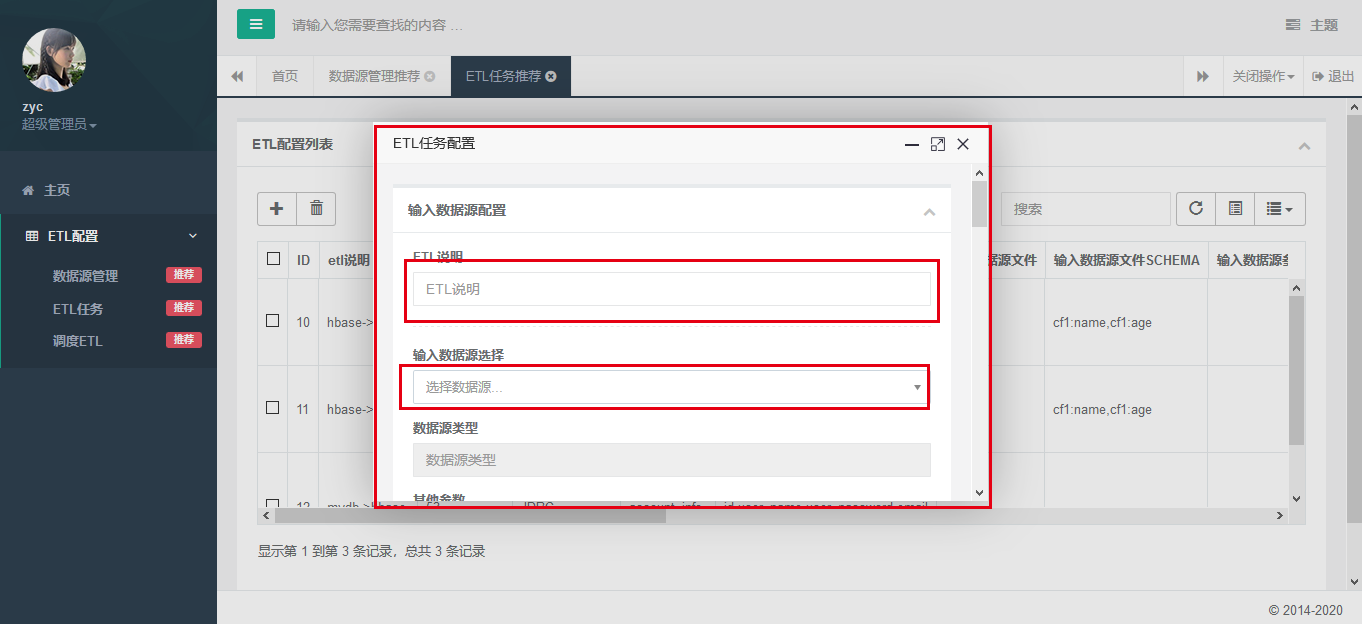 请输入您需要查找的内容 …
主题
zyc
超级管理员
首页
数据源管理推荐
ETL任务推荐
关闭操作
退出
主页
ETL配置
数据源管理
推荐
ETL任务
推荐
调度ETL
推荐
ETL配置列表
搜索
ID
etl说明
源文件
输入数据源文件SCHEMA
输入数据源
10
hbase->
cf1:name,cf1:age
11
hbase->
cf1:name,cf1:age
ETL任务配置
输入数据源配置
ETL说明
ETL说明
输入数据源选择
选择数据源...
数据源类型
数据源类型
其他参数
显示第 1 到第 3 条记录，总共 3 条记录
© 2014-2020